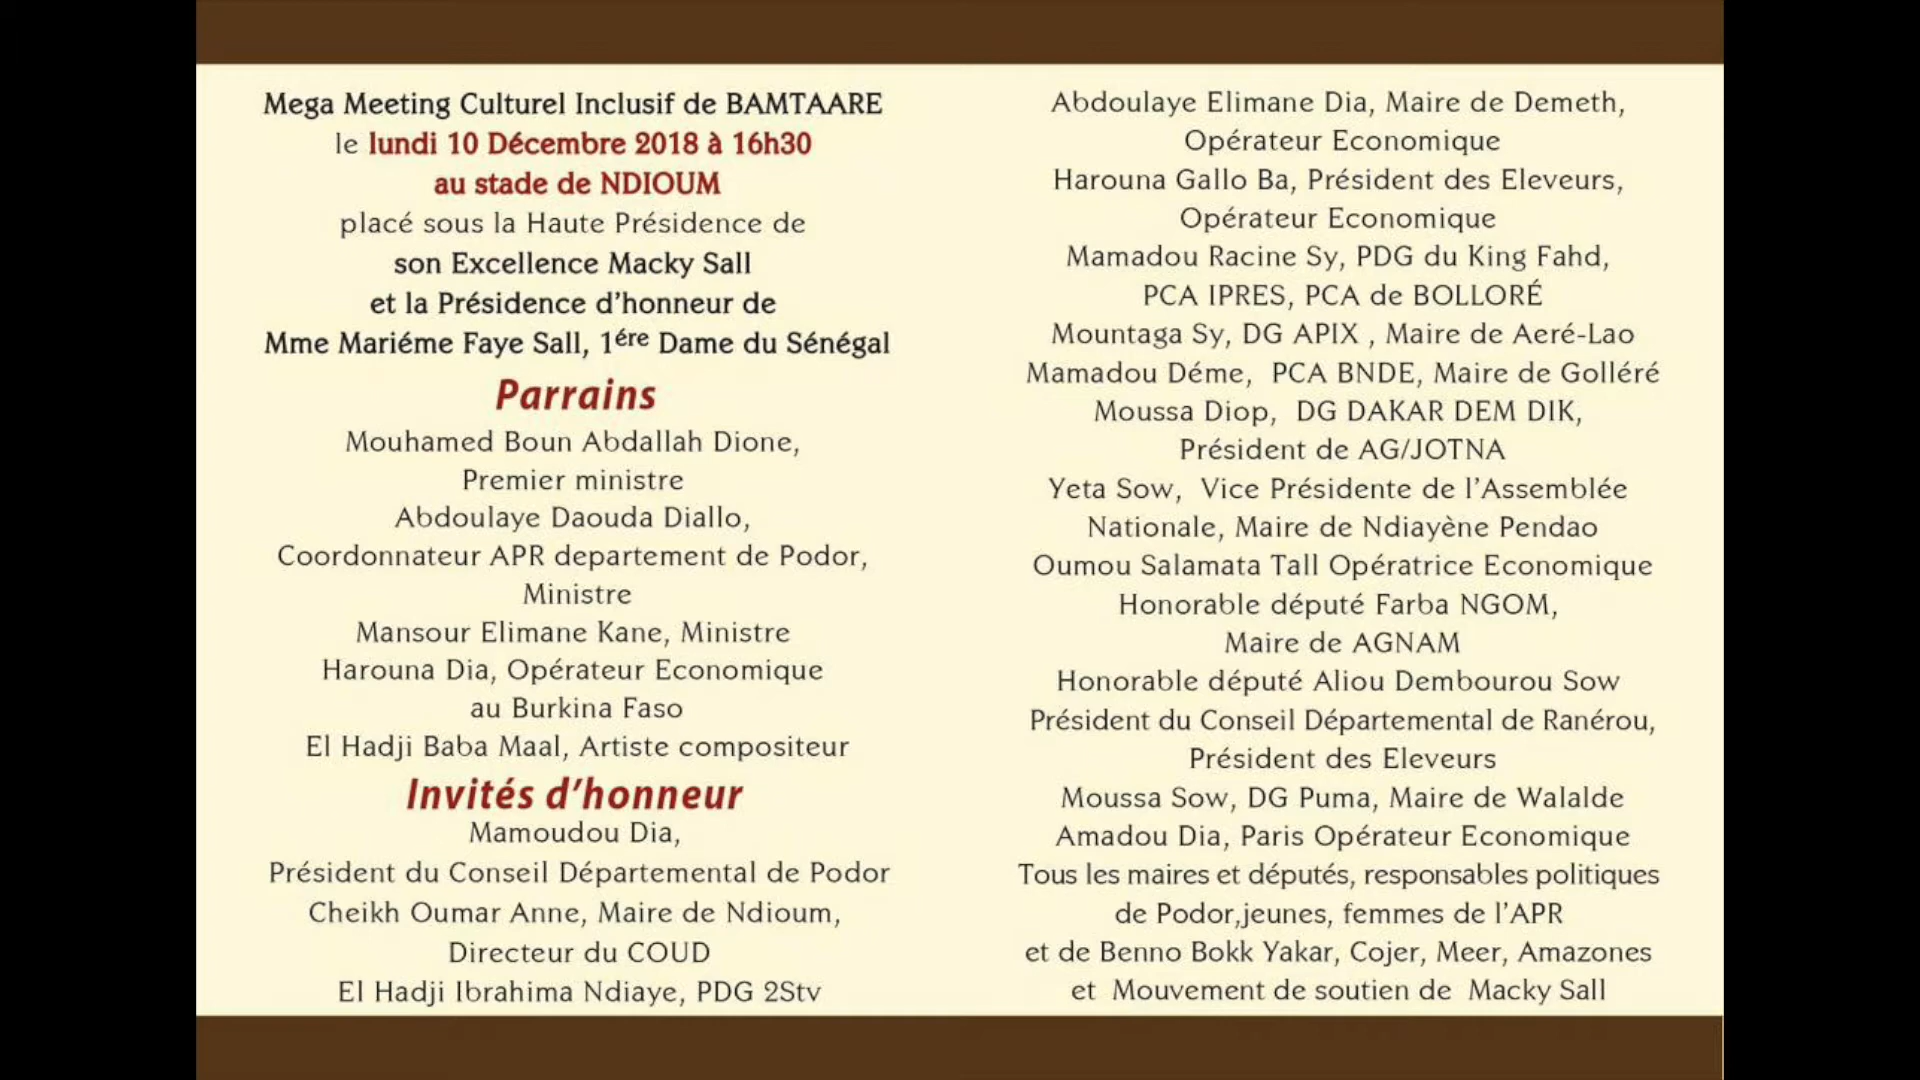 Mega Meeting Culturel Inclusif de BAMTAARE
le lundi 10 Décembre 2018 à 16h30
au stade de NDIOUM
placé sous la Haute Présidence de
son Excellence Macky Sall
et la Présidence d'honneur de
Mme Mariéme Faye Sall, 1ére Dame du Sénégal
Parrains
Mouhamed Boun Abdallah Dione,
Premier ministre
Abdoulaye Daouda Diallo,
Coordonnateur APR departement de Podor,
Ministre
Mansour Elimane Kane, Ministre
Harouna Dia, Opérateur Economique
au Burkina Faso
El Hadji Baba Maal, Artiste compositeur
Invités d'honneur
Mamoudou Dia,
Président du Conseil Départemental de Podor
Cheikh Oumar Anne, Maire de Ndioum,
Directeur du COUD
El Hadji Ibrahima Ndiaye, PDG 2Stv
Abdoulaye Elimane Dia, Maire de Demeth,
Opérateur Economique
Harouna Gallo Ba, Président des Eleveurs,
Opérateur Economique
Mamadou Racine Sy, PDG du King Fahd,
PCA IPRES, PCA de BOLLORÉ
Mountaga Sy, DG APIX , Maire de Aeré-Lao
Mamadou Déme, PCA BNDE, Maire de Golléré
Moussa Diop, DG DAKAR DEM DIK,
Président de AG/JOTNA
Yeta Sow, Vice Présidente de l'Assemblée
Nationale, Maire de Ndiayène Pendao
Oumou Salamata Tall Opératrice Economique
Honorable député Farba NGOM,
Maire de AGNAM
Honorable député Aliou Dembourou Sow
Président du Conseil Départemental de Ranérou,
Président des Eleveurs
Moussa Sow, DG Puma, Maire de Walalde
Amadou Dia, Paris Opérateur Economique
Tous les maires et députés, responsables politiques
de Podor,jeunes, femmes de l'APR
et de Benno Bokk Yakar, Cojer, Meer, Amazones
et Mouvement de soutien de Macky Sall